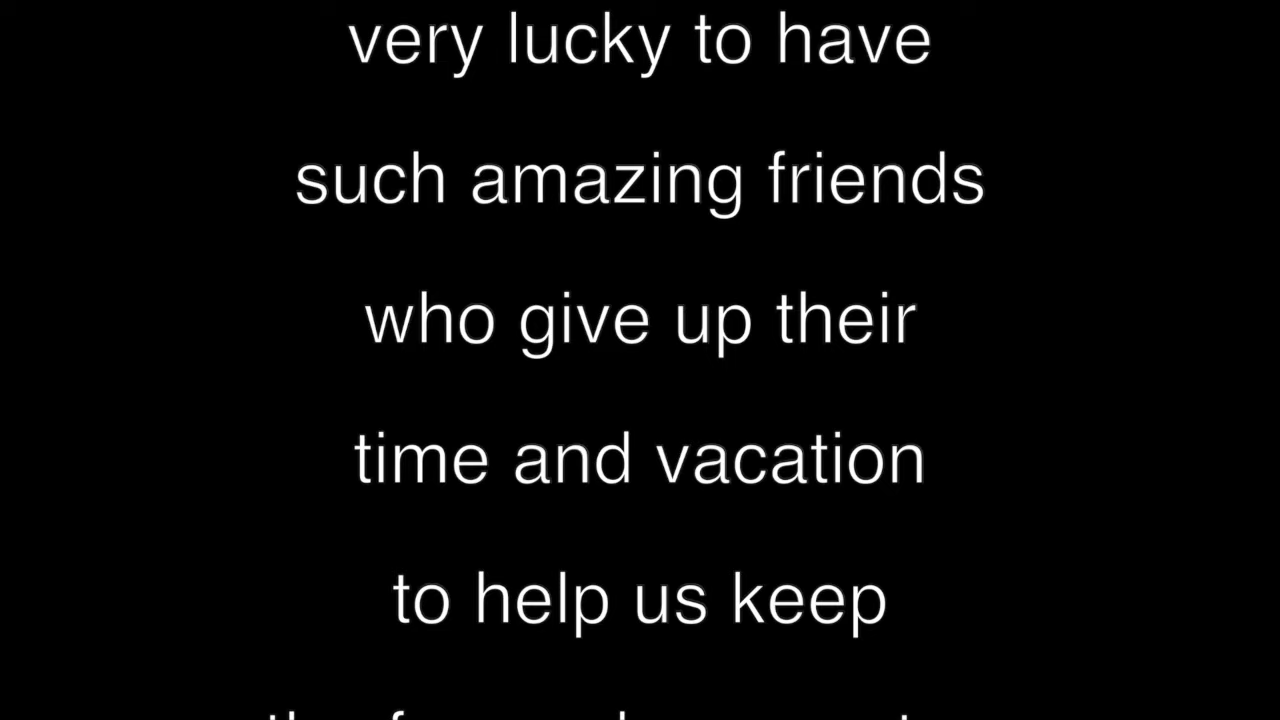 very lucky to have
such amazing friends
who give up their
time and vacation
to help us keep